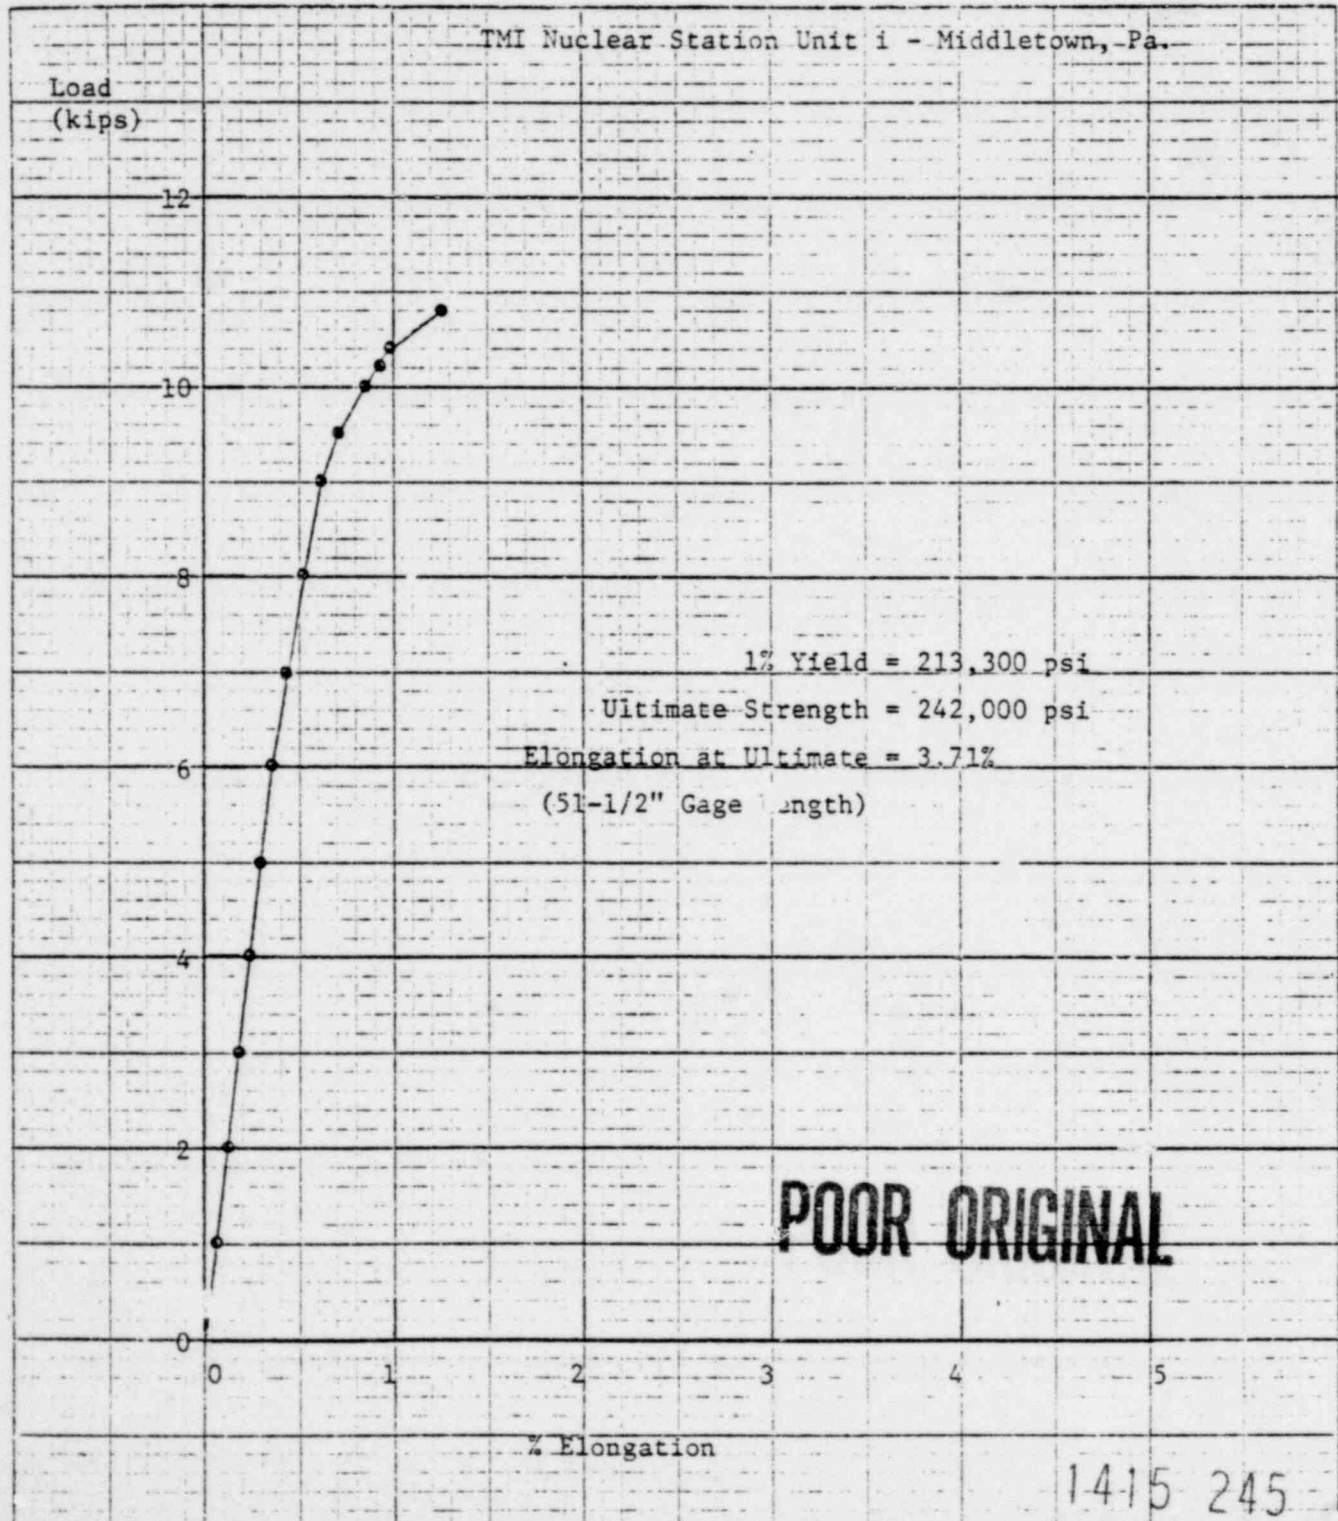 TMI Nuclear Station Unit i - Middletown, Pa.
Load
(kips)
12
10
8
1% Yield = 213,300 psi
Ultimate Strength = 242,000 psi
Elongation at Ultimate = 3.71%
6
(51-1/2" Gage ength)
4
2
POOR ORIGINAL
0
0 1 2 3 4 5
% Elongation
1415 245